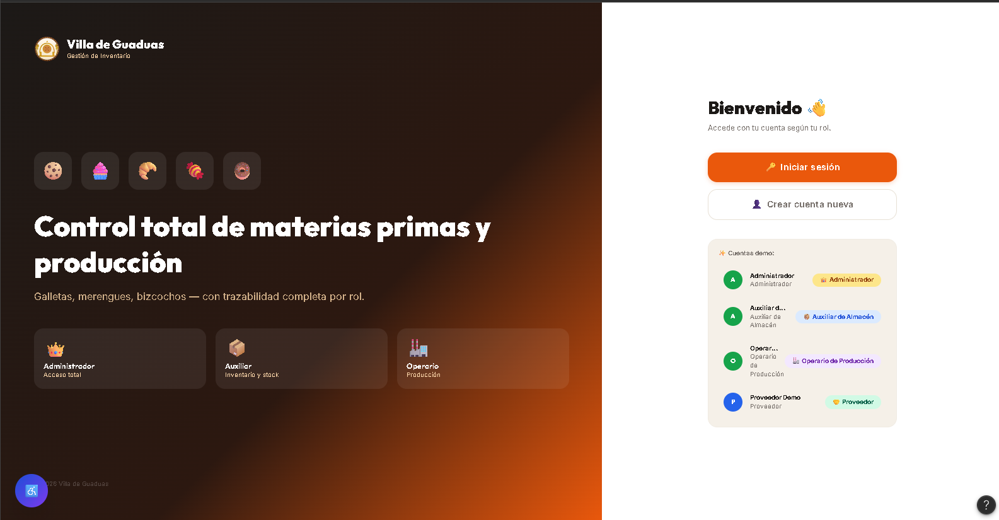 Villa de Guaduas
Gestión de Inventario
Control total de materias primas y
producción
Galletas, merengues, bizcochos — con trazabilidad completa por rol.
Administrador
Acceso total
Auxiliar
Inventario y stock
Operario
Producción
026 Villa de Guaduas
Bienvenido
Accede con tu cuenta según tu rol.
Iniciar sesión
Crear cuenta nueva
Cuentas demo:
A
Administrador
Administrador
Administrador
A
Auxiliar d...
Auxiliar de
Almacén
Auxiliar de Almacén
O
Operar...
Operario
de
Producción
Operario de Producción
P
Proveedor Demo
Proveedor
Proveedor
?